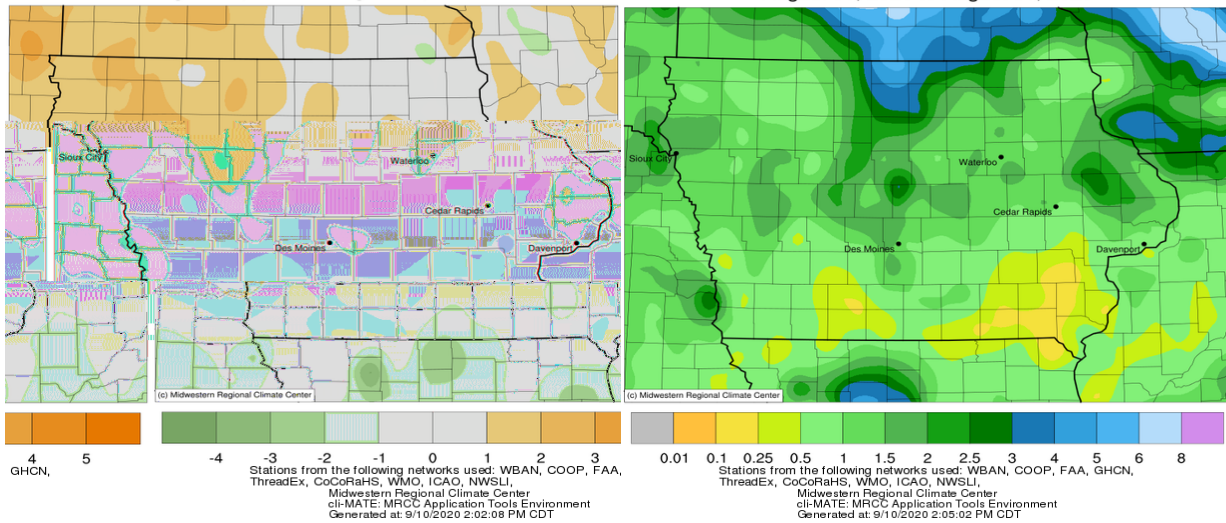 Sioux City
Waterloo
Cedar Rapids
Des Moines
Davenport
(c) Midwestern Regional Climate Center
4 5
GHCN,
-4 -3 -2 -1 0 1 2 3
Stations from the following networks used: WBAN, COOP, FAA,
ThreadEx, CoCoRaHS, WMO, ICAO, NWSLI,
Midwestern Regional Climate Center
cli-MATE: MRCC Application Tools Environment
Generated at: 9/10/2020 2:02:08 PM CDT
Sioux City
Waterloo
Cedar Rapids
Des Moines
Davenport
(c) Midwestern Regional Climate Center
0.01 0.1 0.25 0.5 1 1.5 2 2.5 3 4 5 6 8
Stations from the following networks used: WBAN, COOP, FAA, GHCN,
ThreadEx, CoCoRaHS, WMO, ICAO, NWSLI,
Midwestern Regional Climate Center
cli-MATE: MRCC Application Tools Environment
Generated at: 9/10/2020 2:05:02 PM CDT